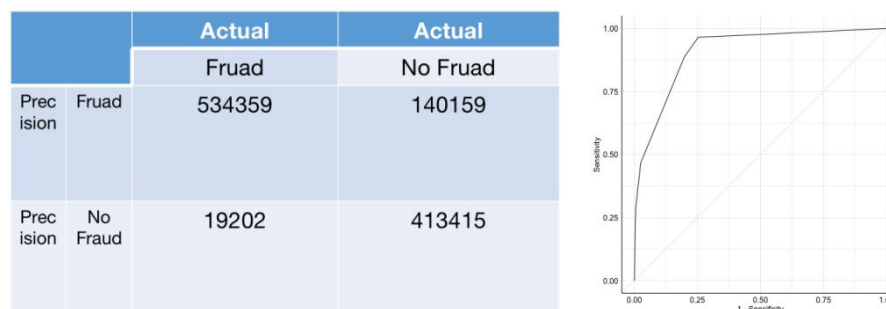 Actual Actual
Fruad No Fruad
Prec
ision
Fruad
534359 140159
Prec
ision
No
Fraud
19202 413415
1.00
0.75
0.50
0.25
0.00
Sensitivity
0.00 0.25 0.50 0.75